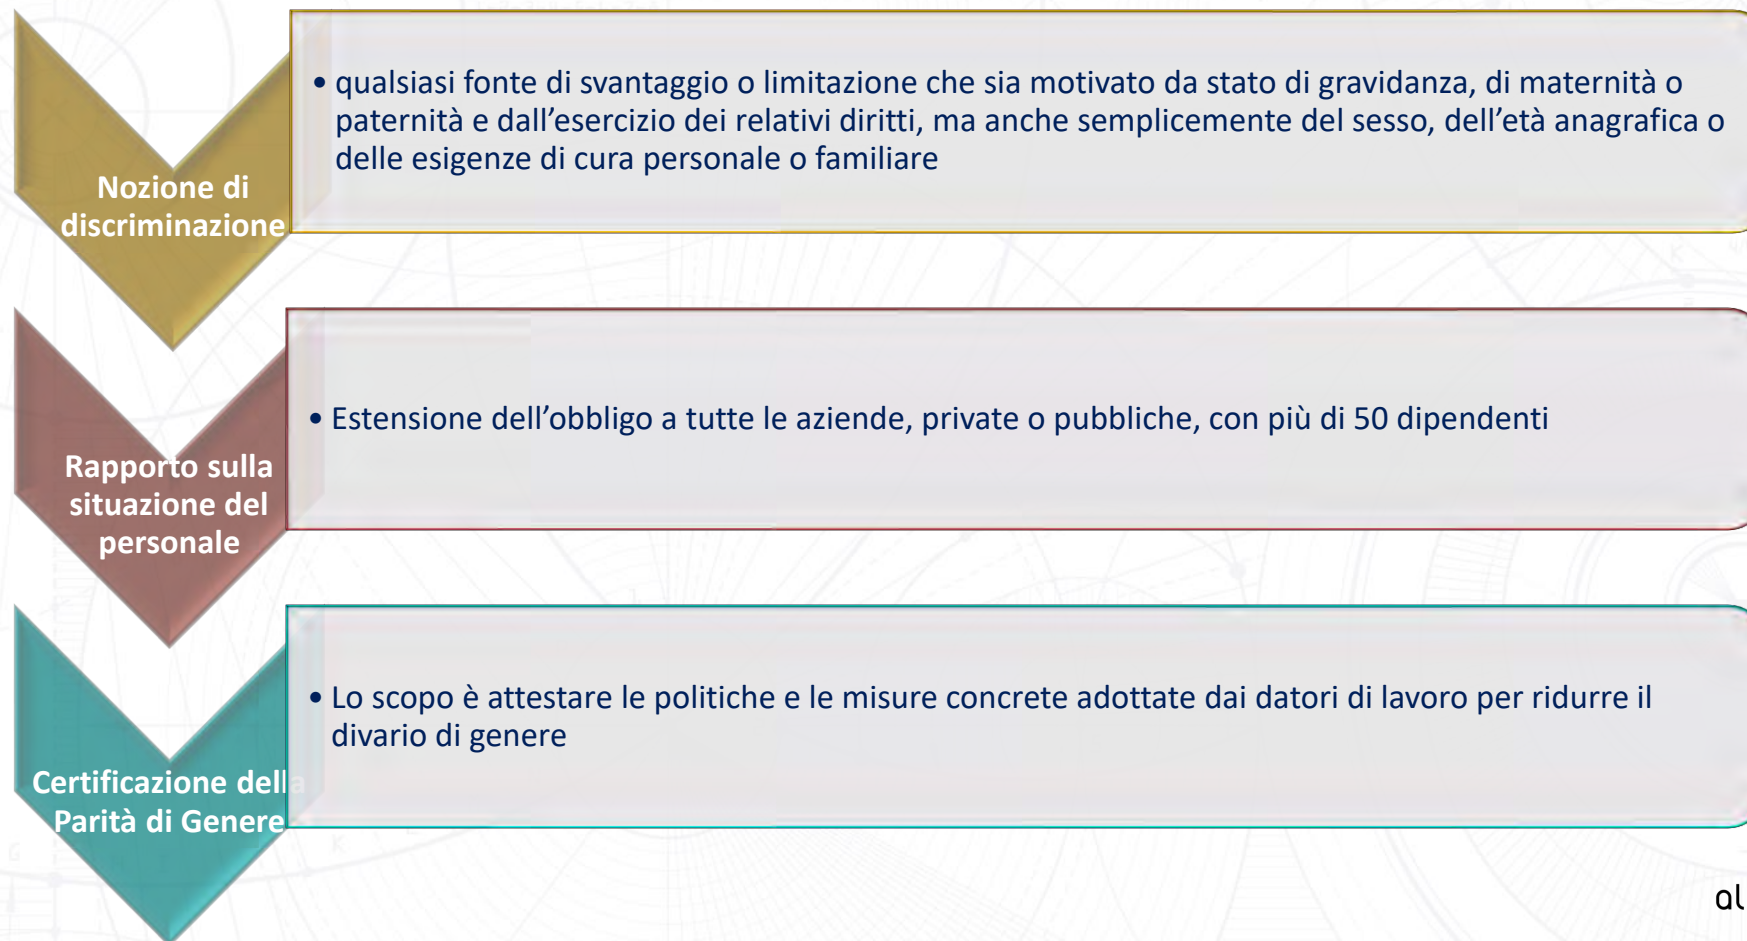 Nozione di
discriminazione
• qualsiasi fonte di svantaggio o limitazione che sia motivato da stato di gravidanza, di maternità o
paternità e dall’esercizio dei relativi diritti, ma anche semplicemente del sesso, dell’età anagrafica o
delle esigenze di cura personale o familiare
Rapporto sulla
situazione del
personale
• Estensione dell’obbligo a tutte le aziende, private o pubbliche, con più di 50 dipendenti
Certificazione della
Parità di Genere
• Lo scopo è attestare le politiche e le misure concrete adottate dai datori di lavoro per ridurre il
divario di genere
al